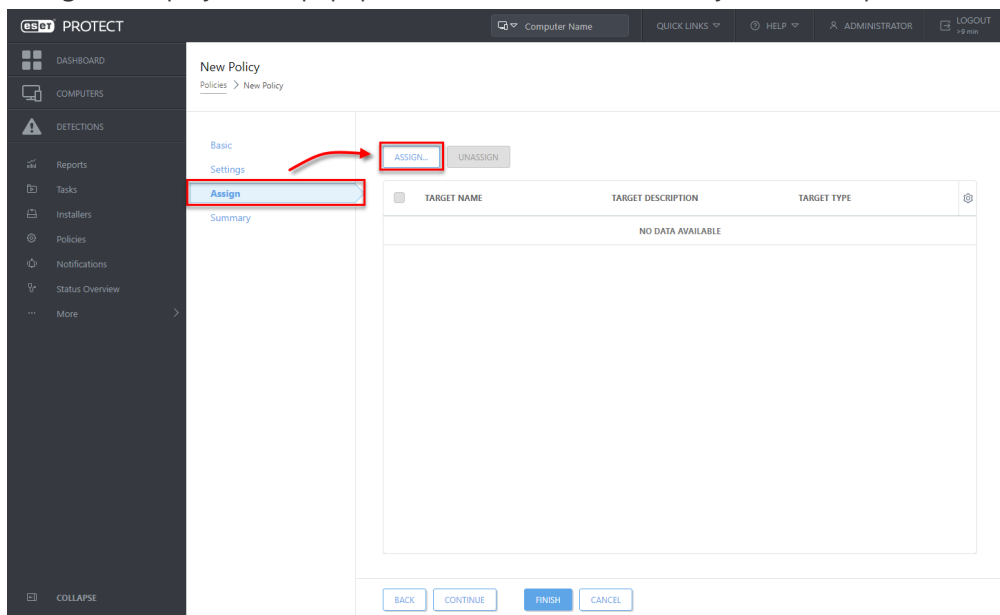 eset PROTECT
Computer Name
QUICK LINKS
HELP
ADMINISTRATOR
LOGOUT
>9 min
DASHBOARD
COMPUTERS
DETECTIONS
Reports
Tasks
Installers
Policies
Notifications
Status Overview
More
COLLAPSE
New Policy
Policies > New Policy
Basic
Settings
Assign
Summary
ASSIGN...
UNASSIGN
TARGET NAME
TARGET DESCRIPTION
TARGET TYPE
NO DATA AVAILABLE
BACK
CONTINUE
FINISH
CANCEL